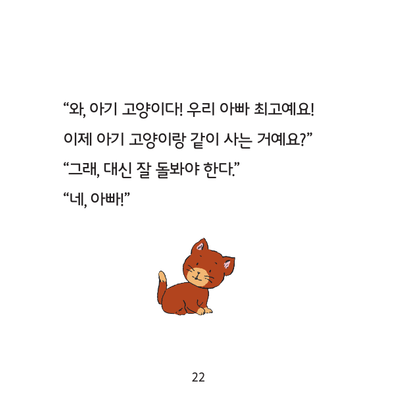 “와, 아기 고양이다! 우리 아빠 최고예요!
이제 아기 고양이랑 같이 사는 거예요?”
“그래, 대신 잘 돌봐야 한다.”
“네, 아빠!”
22